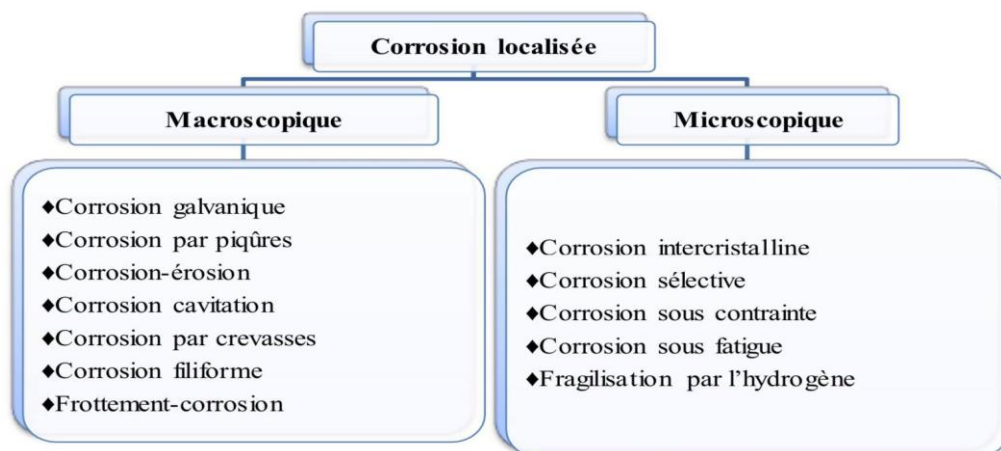 Corrosion localisée
Macroscopique
Microscopique
♦Corrosion galvanique
♦Corrosion par piqûres
♦Corrosion-érosion
♦Corrosion cavitation
♦Corrosion par crevasses
♦Corrosion filiforme
♦Frottement-corrosion
♦Corrosion intercristalline
♦Corrosion sélective
♦Corrosion sous contrainte
♦Corrosion sous fatigue
♦Fragilisation par l’hydrogène